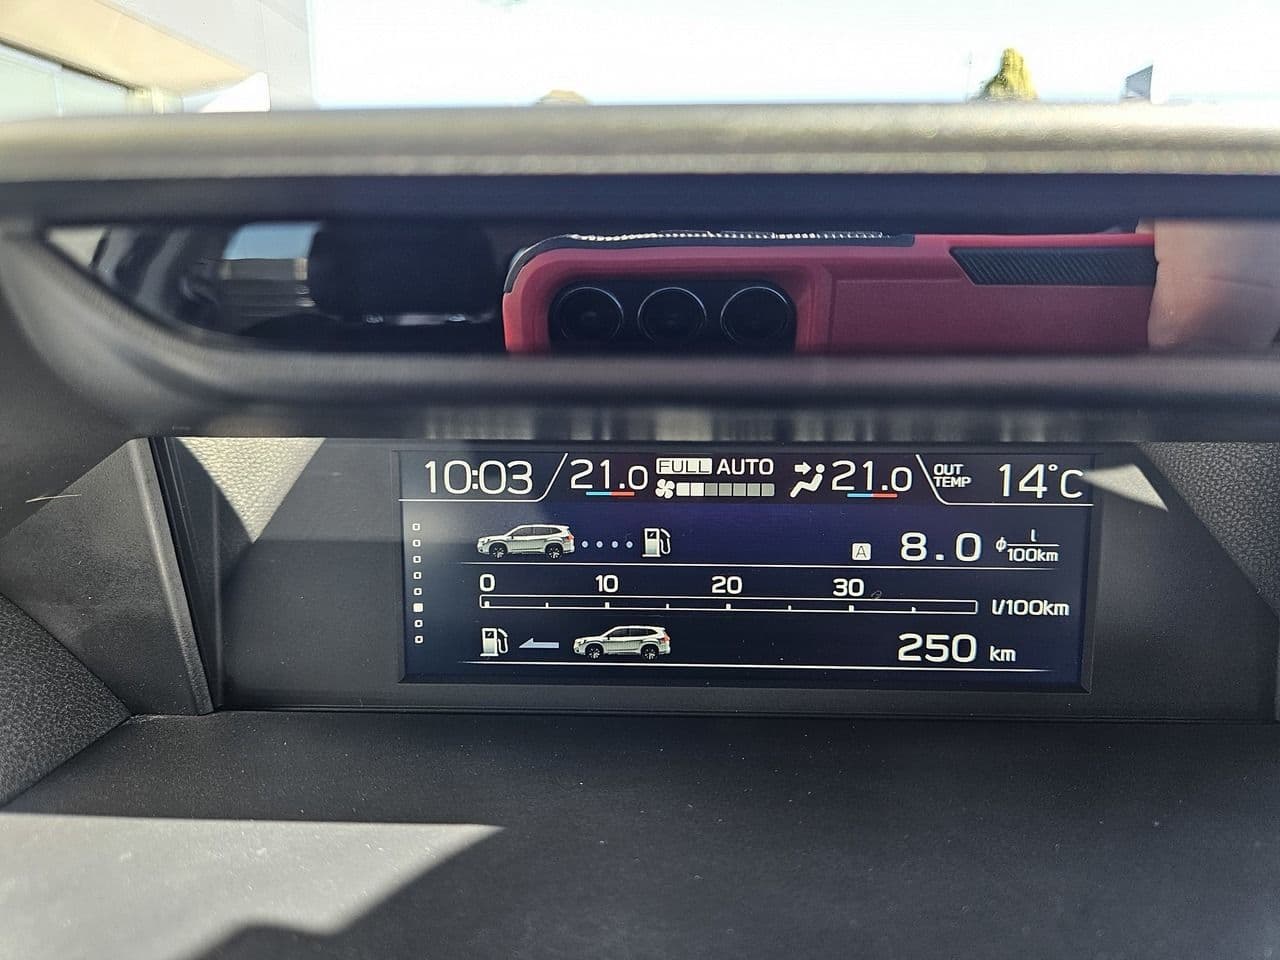 10:03 21.0 FULL AUTO 21.0 OUT TEMP 14°C
A 8.0 ϕ l/100km
0 10 20 30
l/100km
250 km